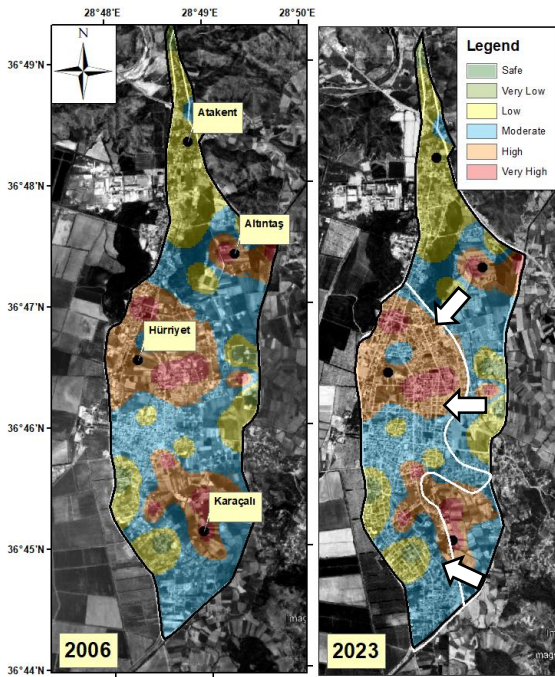 28°48'E 28°49'E 28°50'E
N
36°49'N
36°48'N
36°47'N
36°46'N
36°45'N
36°44'N
Atakent
Altıntaş
Hürriyet
Karaçalı
2006
Legend
Safe
Very Low
Low
Moderate
High
Very High
2023